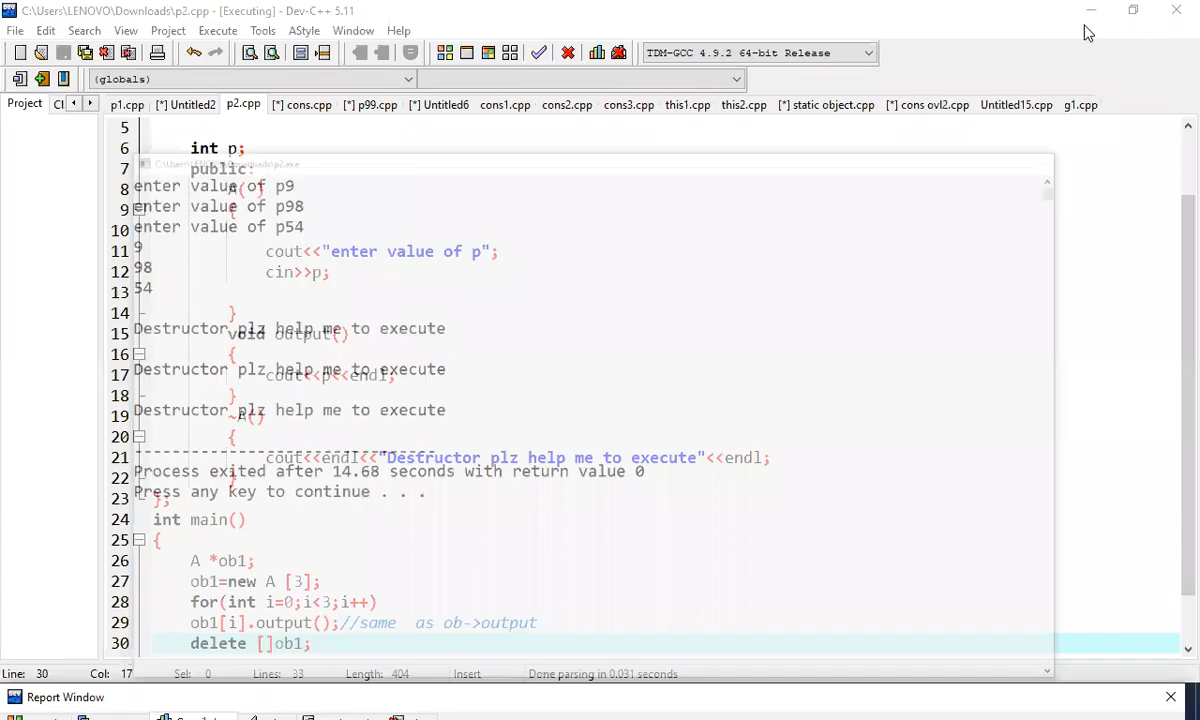 C:\Users\LENOVO\Downloads\p2.cpp - [Executing] - Dev-C++ 5.11
File Edit Search View Project Execute Tools AStyle Window Help
TDM-GCC 4.9.2 64-bit Release
(globals)
Project Cl p1.cpp [*] Untitled2 p2.cpp [*] cons.cpp [*] p99.cpp [*] Untitled6 cons1.cpp cons2.cpp cons3.cpp this1.cpp this2.cpp [*] static object.cpp [*] cons ovl2.cpp Untitled15.cpp g1.cpp
5
6 int p;
C:\Users\LENOVO\Downloads\p2.exe
7 public:
enter value of p9
8 A()
enter value of p98
9 {
enter value of p54
10
9
11 cout<<"enter value of p";
98
12 cin>>p;
54
13
14 }
Destructor plz help me to execute
15 void output()
16 {
Destructor plz help me to execute
17 cout<<p<<endl;
18 }
Destructor plz help me to execute
19 ~A()
20 {
--------------------------------
21 cout<<endl<<"Destructor plz help me to execute"<<endl;
Process exited after 14.68 seconds with return value 0
22 }
Press any key to continue . . .
23 };
24 int main()
25 {
26 A *ob1;
27 ob1=new A [3];
28 for(int i=0;i<3;i++)
29 ob1[i].output();//same as ob->output
30 delete []ob1;
Line: 30 Col: 17 Sel: 0 Lines: 33 Length: 404 Insert Done parsing in 0.031 seconds
Report Window